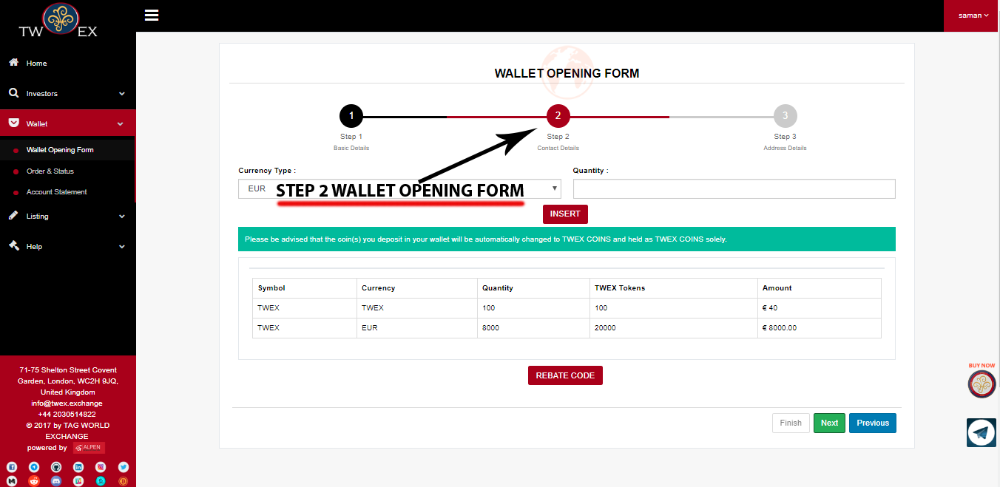 TW EX
saman
Home
Investors
Wallet
Wallet Opening Form
Order & Status
Account Statement
Listing
Help
71-75 Shelton Street Covent
Garden, London, WC2H 9JQ,
United Kingdom
info@twex.exchange
+44 2030514822
© 2017 by TAG WORLD
EXCHANGE
powered by ALPEN
WALLET OPENING FORM
1 2 3
Step 1 Step 2 Step 3
Basic Details Contact Details Address Details
Currency Type : Quantity :
EUR
STEP 2 WALLET OPENING FORM
INSERT
Please be advised that the coin(s) you deposit in your wallet will be automatically changed to TWEX COINS and held as TWEX COINS solely.
Symbol Currency Quantity TWEX Tokens Amount
TWEX TWEX 100 100 € 40
TWEX EUR 8000 20000 € 8000.00
REBATE CODE
Finish Next Previous
BUY NOW